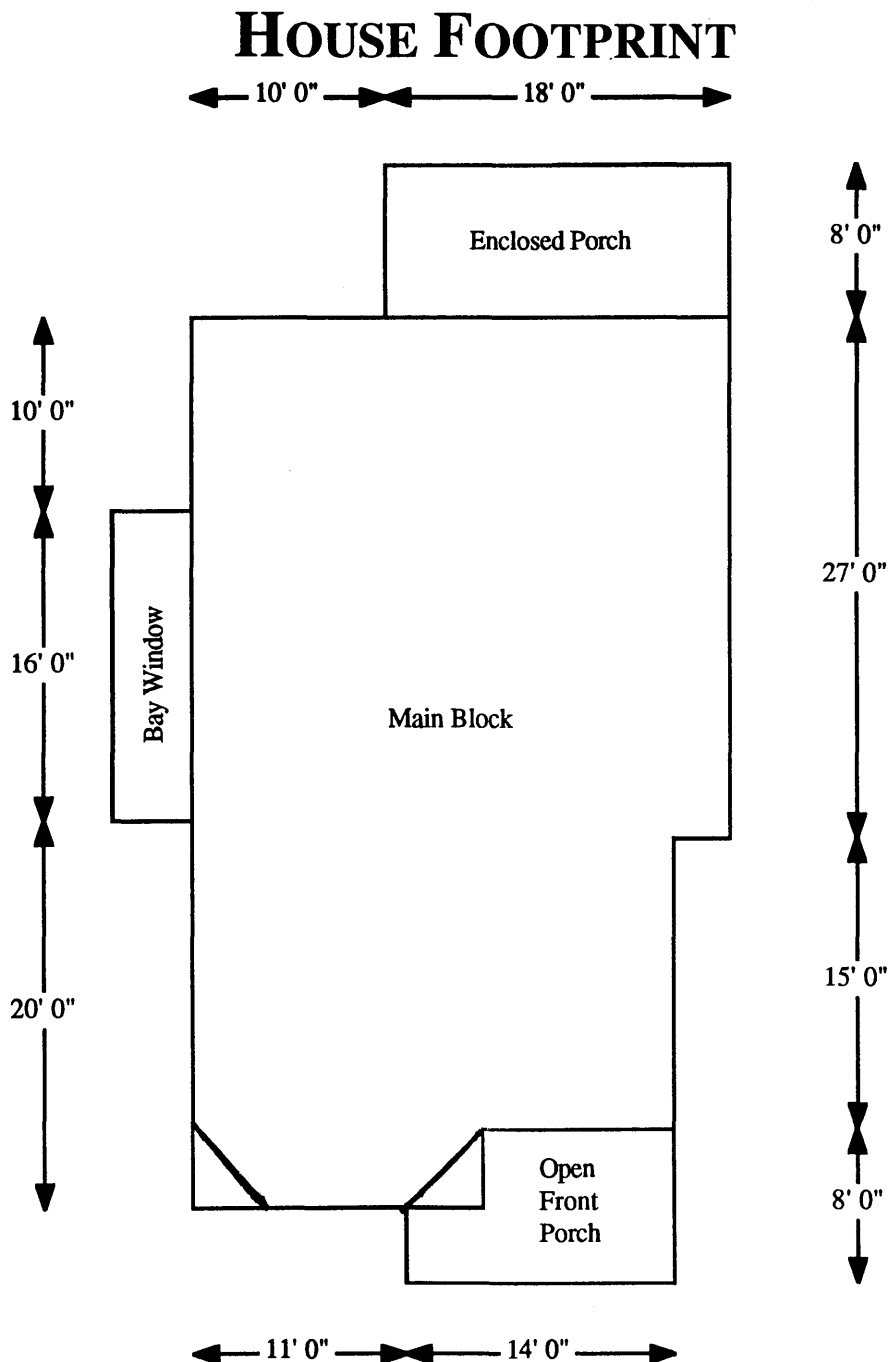 HOUSE FOOTPRINT
10' 0"
18' 0"
Enclosed Porch
8' 0"
10' 0"
27' 0"
16' 0"
Bay Window
Main Block
20' 0"
15' 0"
Open
Front
Porch
8' 0"
11' 0"
14' 0"